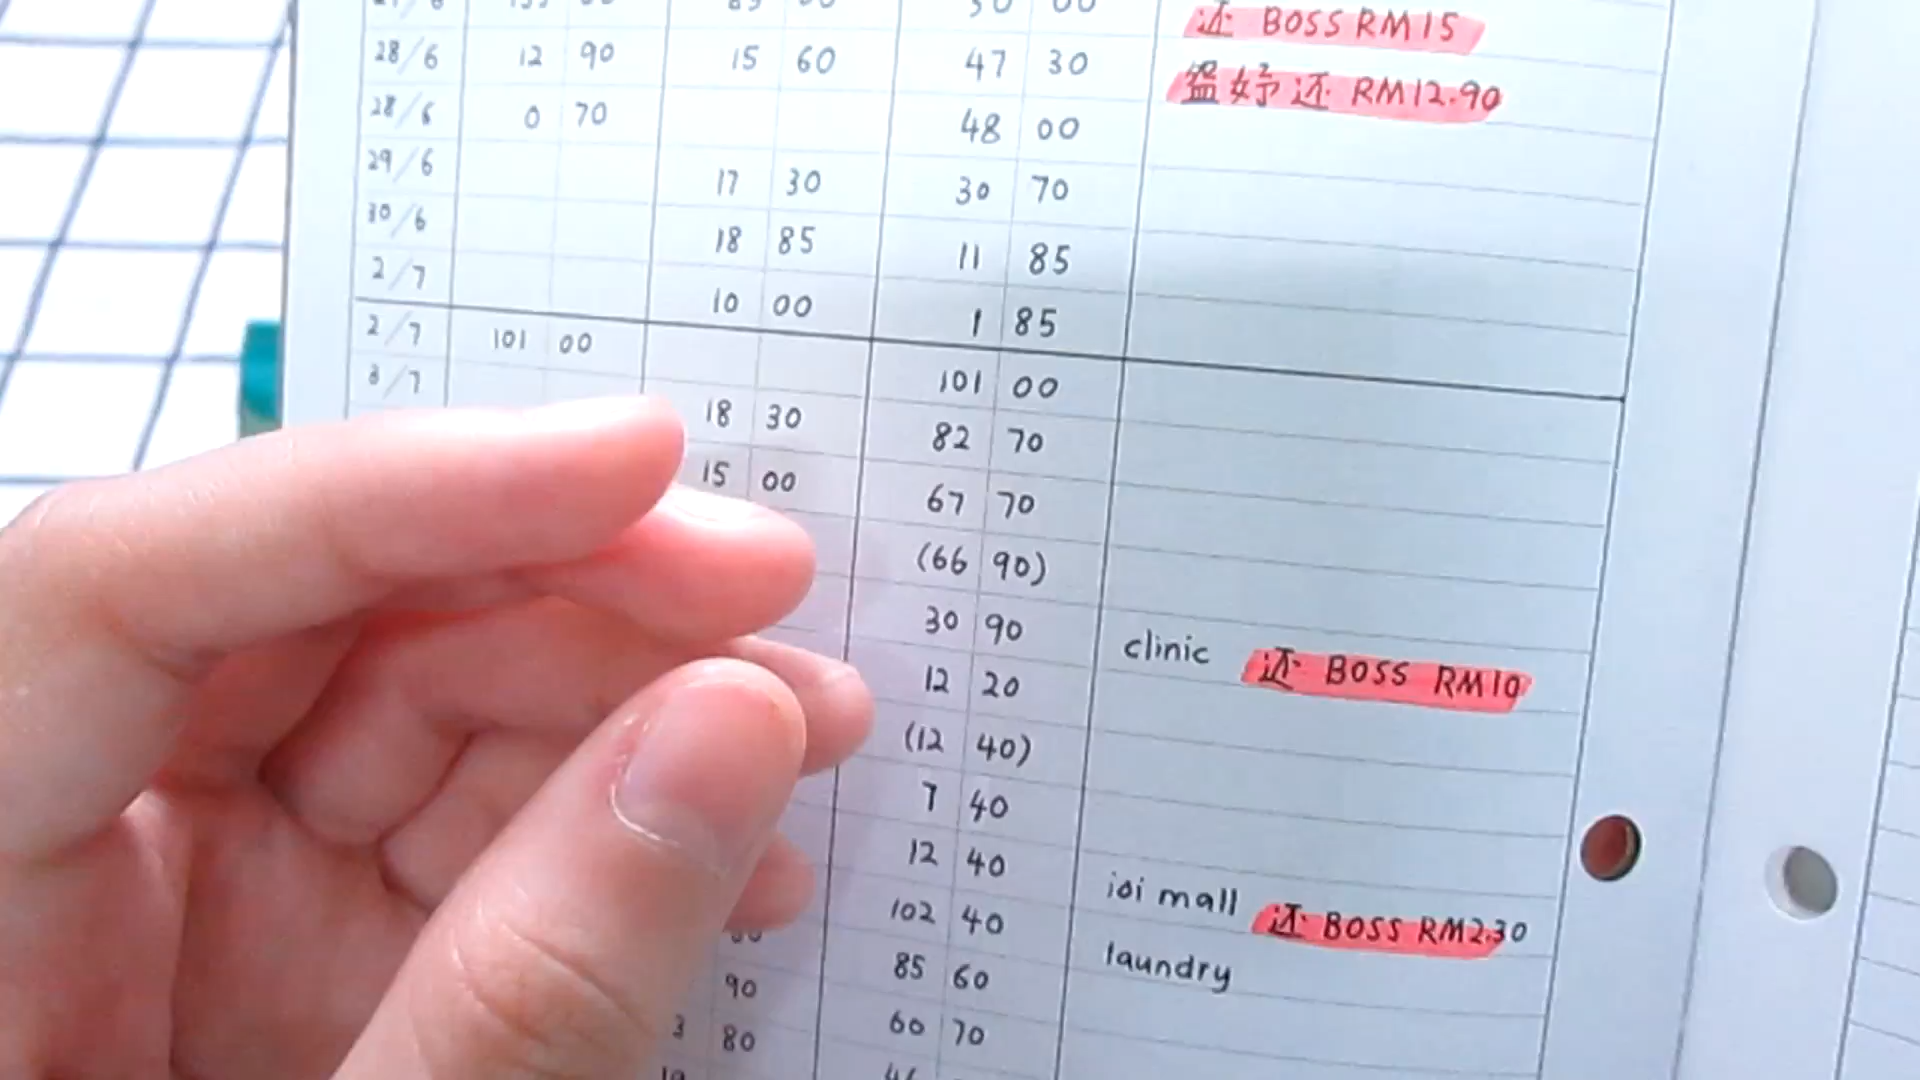 50 00 还 BOSS RM15
28/6 12 90 15 60 47 30 盈妤还 RM12.90
28/6 0 70 48 00
29/6 17 30 30 70
30/6 18 85 11 85
2/7 10 00 1 85
2/7 101 00 101 00
3/7 18 30 82 70
15 00 67 70
(66 90)
30 90 clinic 还 BOSS RM10
12 20
(12 40)
7 40
12 40 ioi mall 还 BOSS RM2.30
102 40 laundry
90 85 60
3 80 60 70